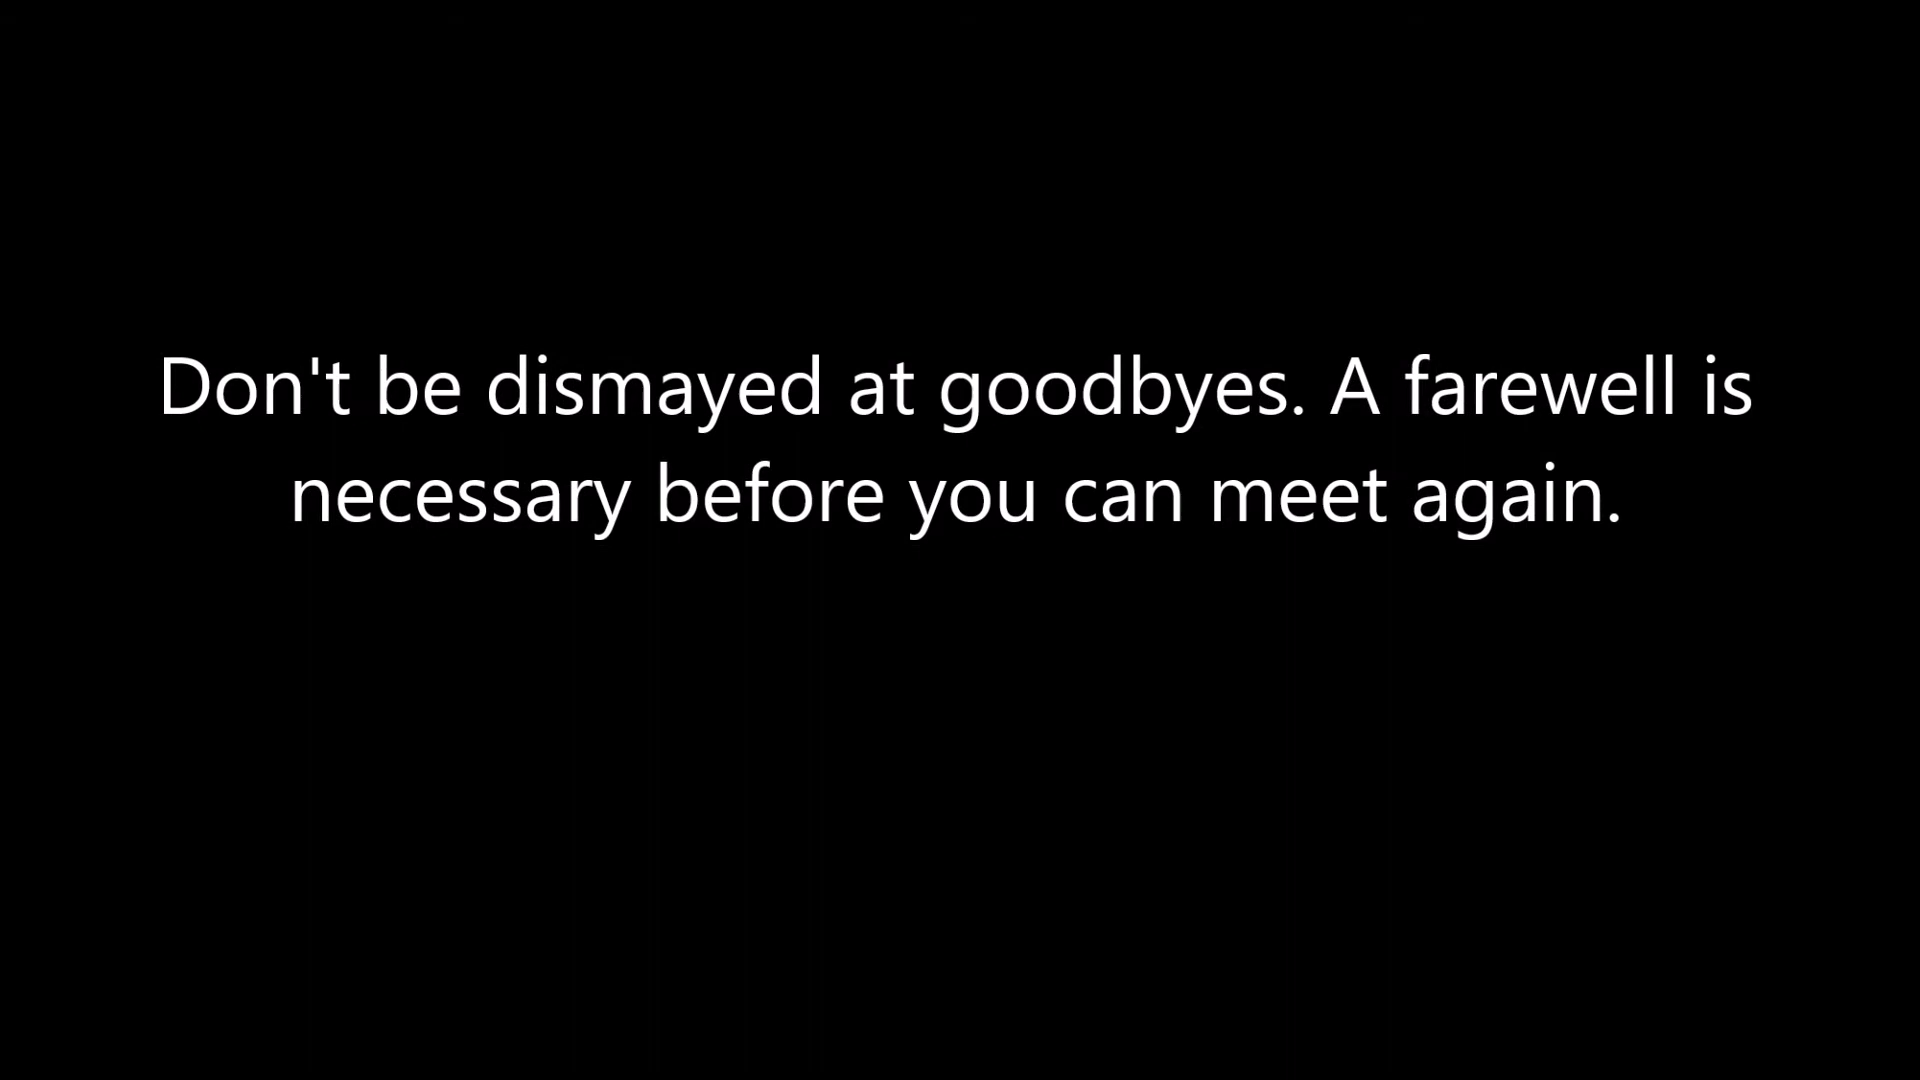 Don't be dismayed at goodbyes. A farewell is
necessary before you can meet again.